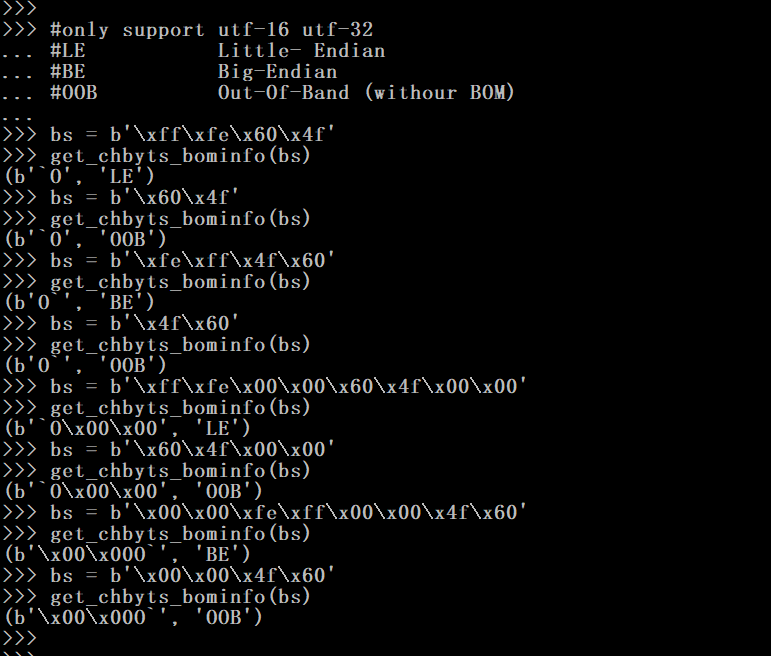 >>>
>>> #only support utf-16 utf-32
... #LE           Little- Endian
... #BE           Big-Endian
... #OOB          Out-Of-Band (withour BOM)
...
>>> bs = b'\xff\xfe\x60\x4f'
>>> get_chbyts_bominfo(bs)
(b'`O', 'LE')
>>> bs = b'\x60\x4f'
>>> get_chbyts_bominfo(bs)
(b'`O', 'OOB')
>>> bs = b'\xfe\xff\x4f\x60'
>>> get_chbyts_bominfo(bs)
(b'O`', 'BE')
>>> bs = b'\x4f\x60'
>>> get_chbyts_bominfo(bs)
(b'O`', 'OOB')
>>> bs = b'\xff\xfe\x00\x00\x60\x4f\x00\x00'
>>> get_chbyts_bominfo(bs)
(b'`O\x00\x00', 'LE')
>>> bs = b'\x60\x4f\x00\x00'
>>> get_chbyts_bominfo(bs)
(b'`O\x00\x00', 'OOB')
>>> bs = b'\x00\x00\xfe\xff\x00\x00\x4f\x60'
>>> get_chbyts_bominfo(bs)
(b'\x00\x00O`', 'BE')
>>> bs = b'\x00\x00\x4f\x60'
>>> get_chbyts_bominfo(bs)
(b'\x00\x00O`', 'OOB')
>>>
>>>